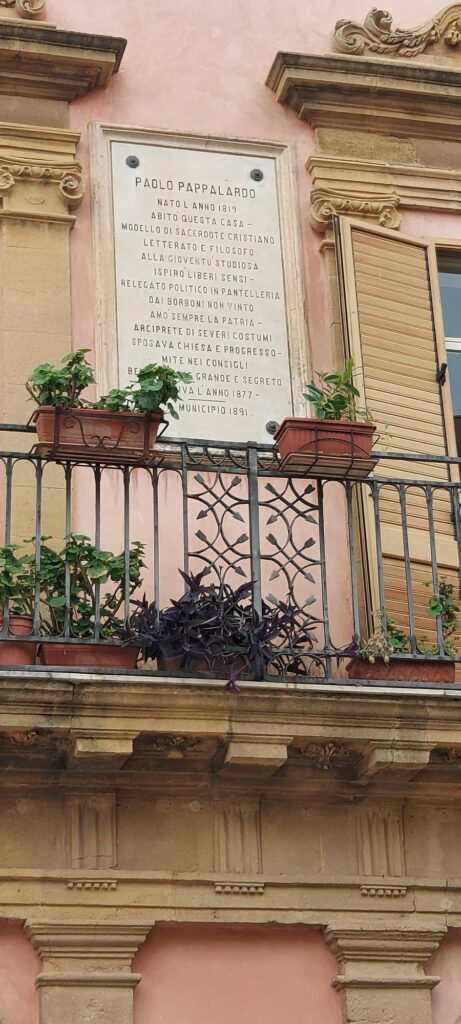 PAOLO PAPPALARDO
NATO L'ANNO 1819
ABITÒ QUESTA CASA -
MODELLO DI SACERDOTE CRISTIANO
LETTERATO E FILOSOFO
ALLA GIOVENTÙ STUDIOSA
ISPIRÒ LIBERI SENSI -
RELEGATO POLITICO IN PANTELLERIA
DAI BORBONI NON VINTO
AMÒ SEMPRE LA PATRIA -
ARCIPRETE DI SEVERI COSTUMI
SPOSAVA CHIESA E PROGRESSO -
MITE NEI CONSIGLI
GRANDE E SEGRETO
L'ANNO 1877 -
MUNICIPIO 1891.